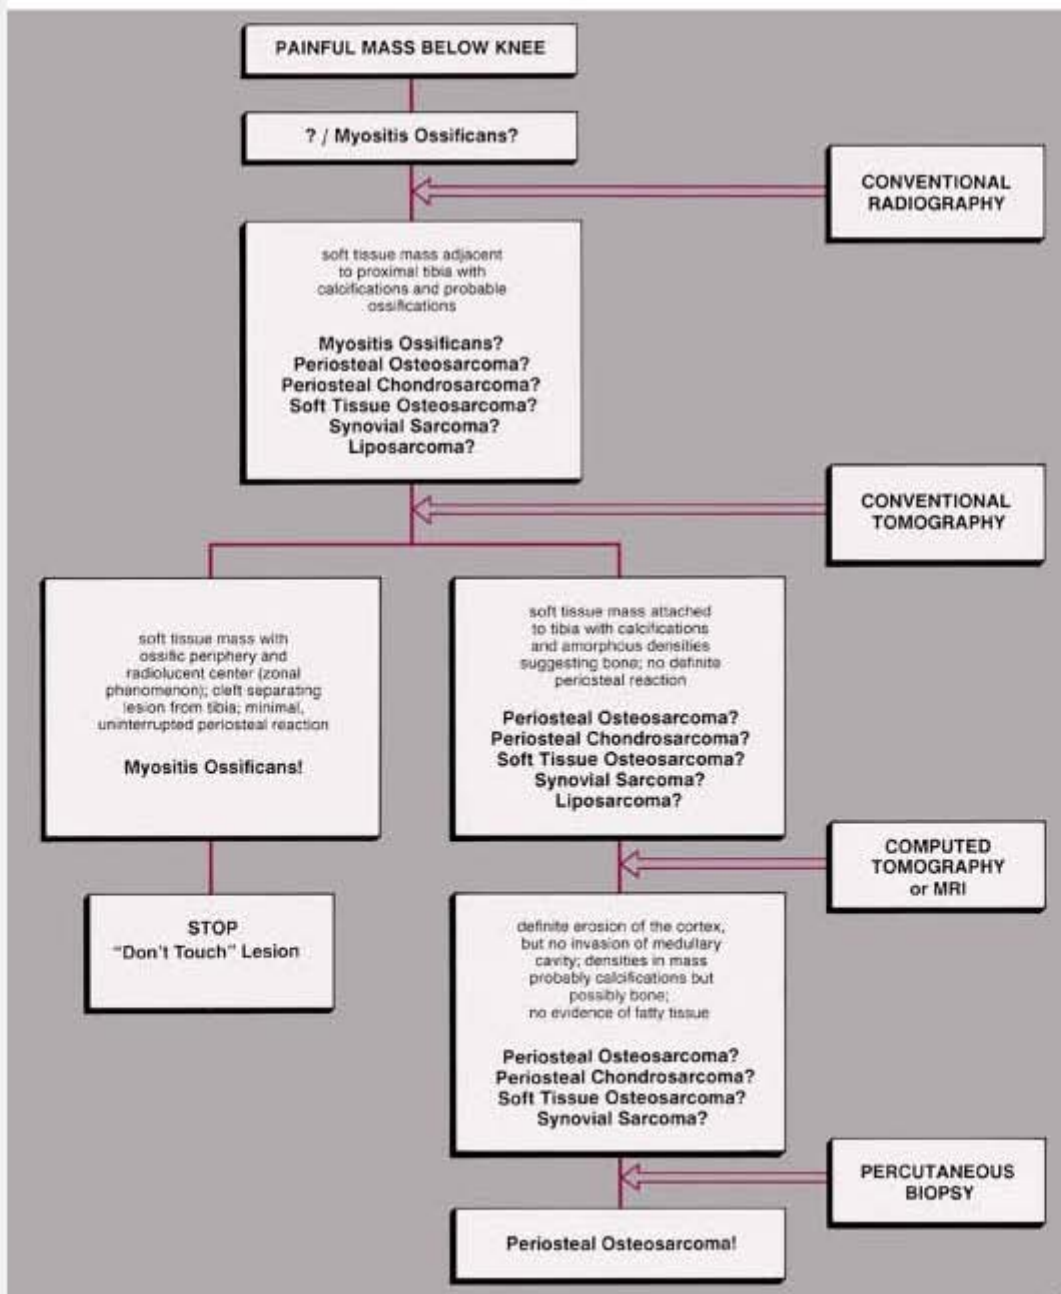 PAINFUL MASS BELOW KNEE
? / Myositis Ossificans?
CONVENTIONAL
RADIOGRAPHY
soft tissue mass adjacent
to proximal tibia with
calcifications and probable
ossifications
Myositis Ossificans?
Periosteal Osteosarcoma?
Periosteal Chondrosarcoma?
Soft Tissue Osteosarcoma?
Synovial Sarcoma?
Liposarcoma?
CONVENTIONAL
TOMOGRAPHY
soft tissue mass with
ossific periphery and
radiolucent center (zonal
phenomenon); cleft separating
lesion from tibia; minimal,
uninterrupted periosteal reaction
Myositis Ossificans!
soft tissue mass attached
to tibia with calcifications
and amorphous densities
suggesting bone; no definite
periosteal reaction
Periosteal Osteosarcoma?
Periosteal Chondrosarcoma?
Soft Tissue Osteosarcoma?
Synovial Sarcoma?
Liposarcoma?
COMPUTED
TOMOGRAPHY
or MRI
STOP
“Don't Touch” Lesion
definite erosion of the cortex,
but no invasion of medullary
cavity; densities in mass
probably calcifications but
possibly bone;
no evidence of fatty tissue
Periosteal Osteosarcoma?
Periosteal Chondrosarcoma?
Soft Tissue Osteosarcoma?
Synovial Sarcoma?
PERCUTANEOUS
BIOPSY
Periosteal Osteosarcoma!